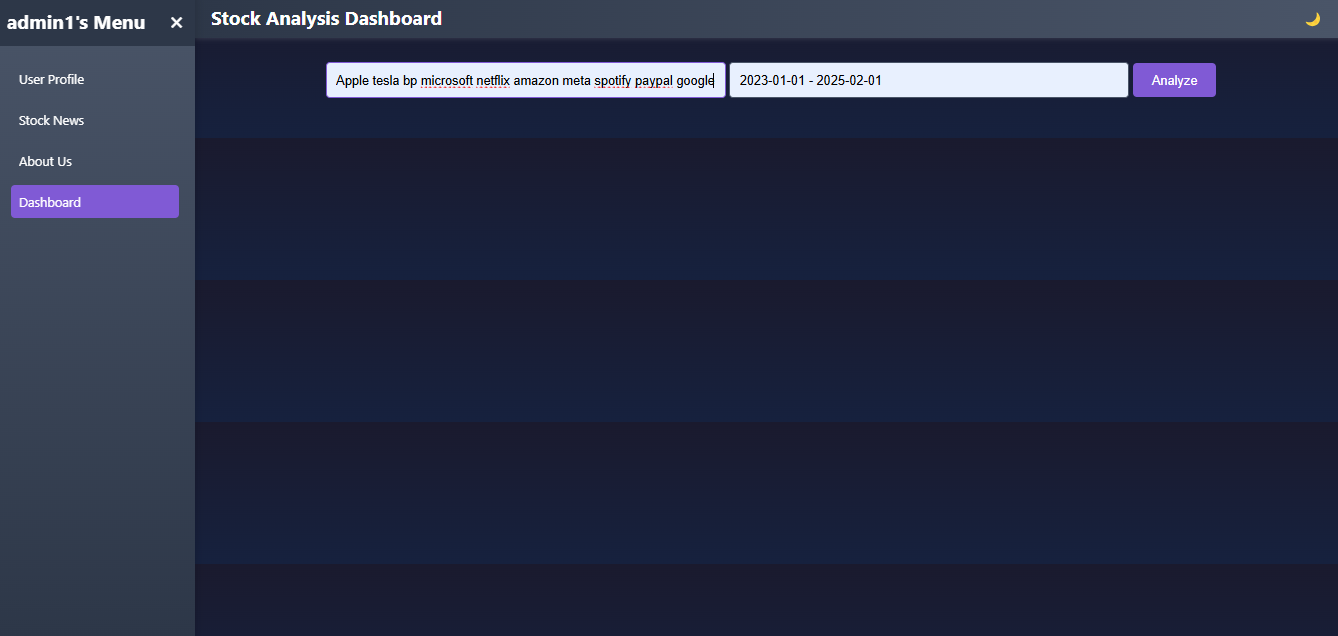 admin1's Menu ✕
Stock Analysis Dashboard
User Profile
Stock News
About Us
Dashboard
Apple tesla bp microsoft netflix amazon meta spotify paypal google
2023-01-01 - 2025-02-01
Analyze